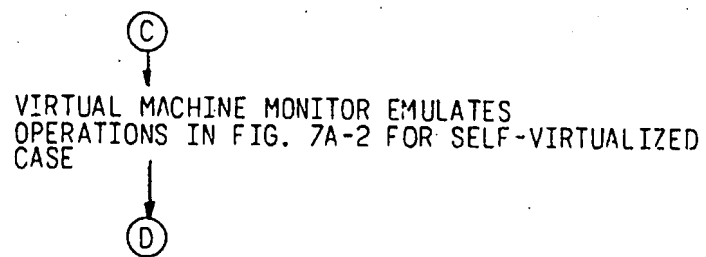 C
VIRTUAL MACHINE MONITOR EMULATES
OPERATIONS IN FIG. 7A-2 FOR SELF-VIRTUALIZED
CASE
D